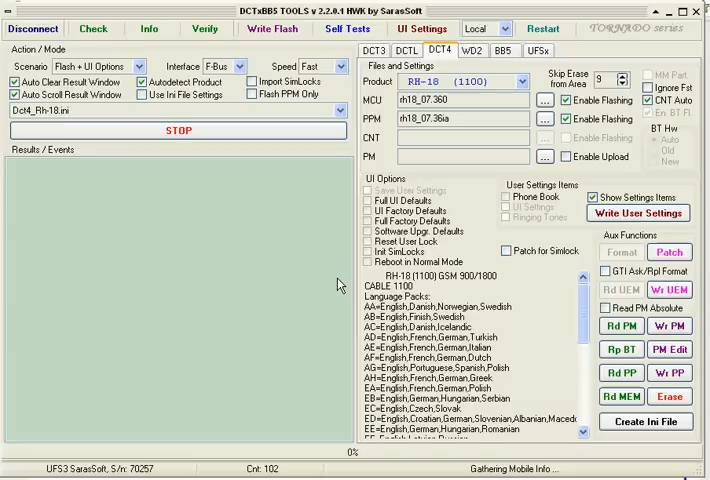 DCTxBB5 TOOLS v 2.2.0.1 HWK by SarasSoft
Disconnect Check Info Verify Write Flash Self Tests UI Settings Local Restart TORNADO series
Action / Mode
Scenario Flash + UI Options Interface F-Bus Speed Fast
Auto Clear Result Window Autodetect Product Import SimLocks
Auto Scroll Result Window Use Ini File Settings Flash PPM Only
Dct4_Rh-18.ini
STOP
Results / Events
DCT3 DCTL DCT4 WD2 BB5 UFSx
Files and Settings
Product RH-18 (1100) Skip Erase from Area 9 MM Part.
Ignore Fst
MCU rh18_07.360 ... Enable Flashing CNT Auto
En BT Fl.
PPM rh18_07.36ia ... Enable Flashing
BT Hw
CNT ... Enable Flashing Auto
Old
PM ... Enable Upload New
UI Options
Save User Settings
Full UI Defaults
UI Factory Defaults
Full Factory Defaults
Software Upgr. Defaults
Reset User Lock
Init SimLocks
Reboot in Normal Mode
User Settings Items
Phone Book
UI Settings
Ringing Tones
Show Settings Items
Write User Settings
Patch for Simlock
Aux Functions
Format Patch
GTI Ask/Rpl Format
Rd UEM Wr UEM
Read PM Absolute
Rd PM Wr PM
Rp BT PM Edit
Rd PP Wr PP
Rd MEM Erase
Create Ini File
RH-18 (1100) GSM 900/1800
CABLE 1100
Language Packs:
AA=English,Danish,Norwegian,Swedish
AB=English,Finish,Swedish
AC=English,Danish,Icelandic
AD=English,French,German,Turkish
AE=English,French,German,Italian
AF=English,French,German,Dutch
AG=English,Portuguese,Spanish,Polish
AH=English,French,German,Greek
EA=English,French,German,Polish
EB=English,German,Hungarian,Serbian
EC=English,Czech,Slovak
ED=English,Croatian,German,Slovenian,Albanian,Maced
EE=English,German,Hungarian,Romanian
0%
UFS3 SarasSoft, S/n: 70257 Cnt: 102 Gathering Mobile Info ...